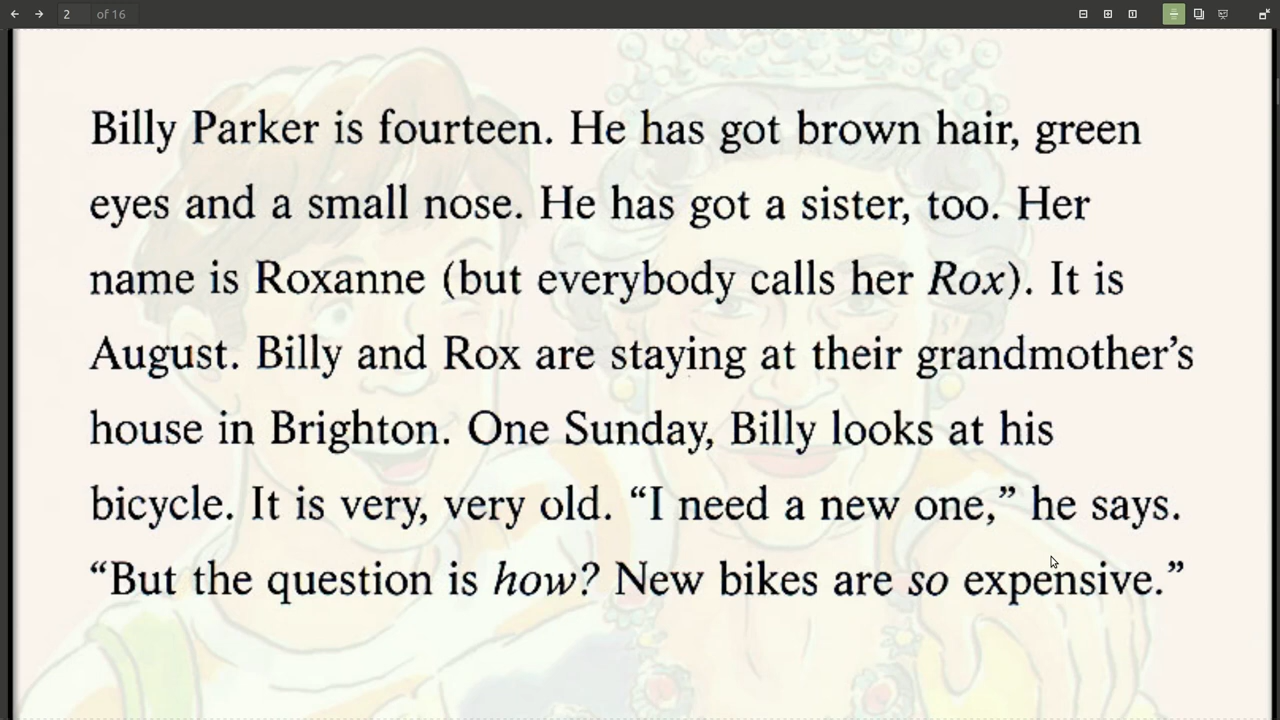 2 of 16
Billy Parker is fourteen. He has got brown hair, green
eyes and a small nose. He has got a sister, too. Her
name is Roxanne (but everybody calls her Rox). It is
August. Billy and Rox are staying at their grandmother’s
house in Brighton. One Sunday, Billy looks at his
bicycle. It is very, very old. “I need a new one,” he says.
“But the question is how? New bikes are so expensive.”